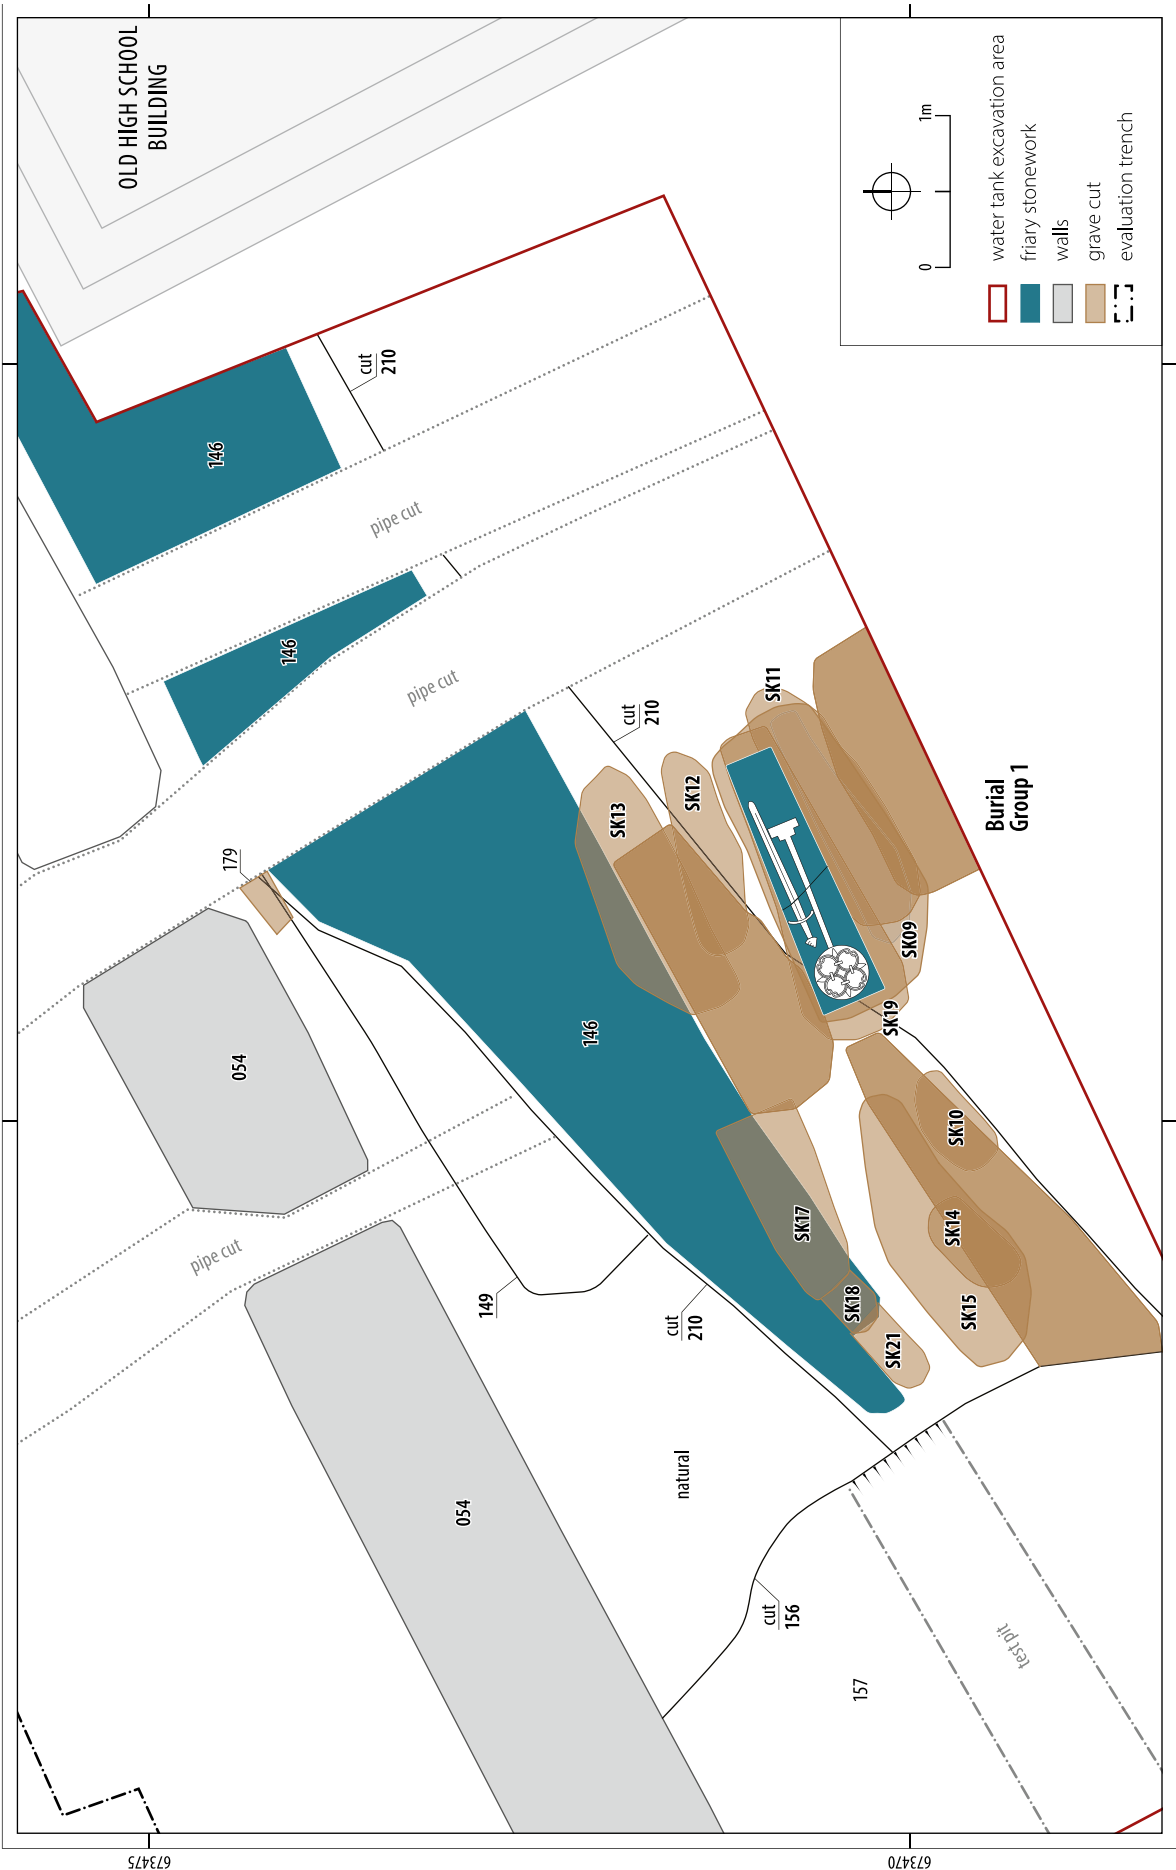 OLD HIGH SCHOOL
BUILDING
0
1m
water tank excavation area
friary stonework
walls
grave cut
evaluation trench
146
cut
210
pipe cut
146
pipe cut
cut
210
179
054
146
SK13
SK12
SK11
SK09
SK19
Burial
Group 1
pipe cut
149
cut
210
SK17
SK18
SK21
SK10
SK14
SK15
054
natural
cut
156
157
test pit
673475
673470